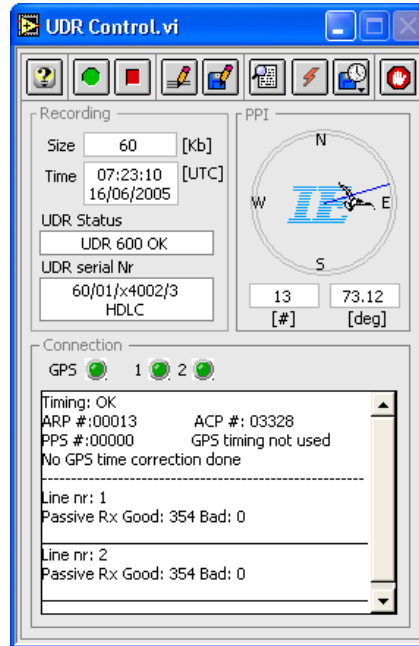 UDR Control.vi
Recording
Size 60 [Kb]
Time 07:23:10 [UTC]
16/06/2005
UDR Status
UDR 600 OK
UDR serial Nr
60/01/x4002/3
HDLC
PPI
N
W E
S
IE
13 73.12
[#] [deg]
Connection
GPS 1 2
Timing: OK
ARP #:00013 ACP #: 03328
PPS #:00000 GPS timing not used
No GPS time correction done
--------------------------------------------------------
Line nr: 1
Passive Rx Good: 354 Bad: 0
Line nr: 2
Passive Rx Good: 354 Bad: 0